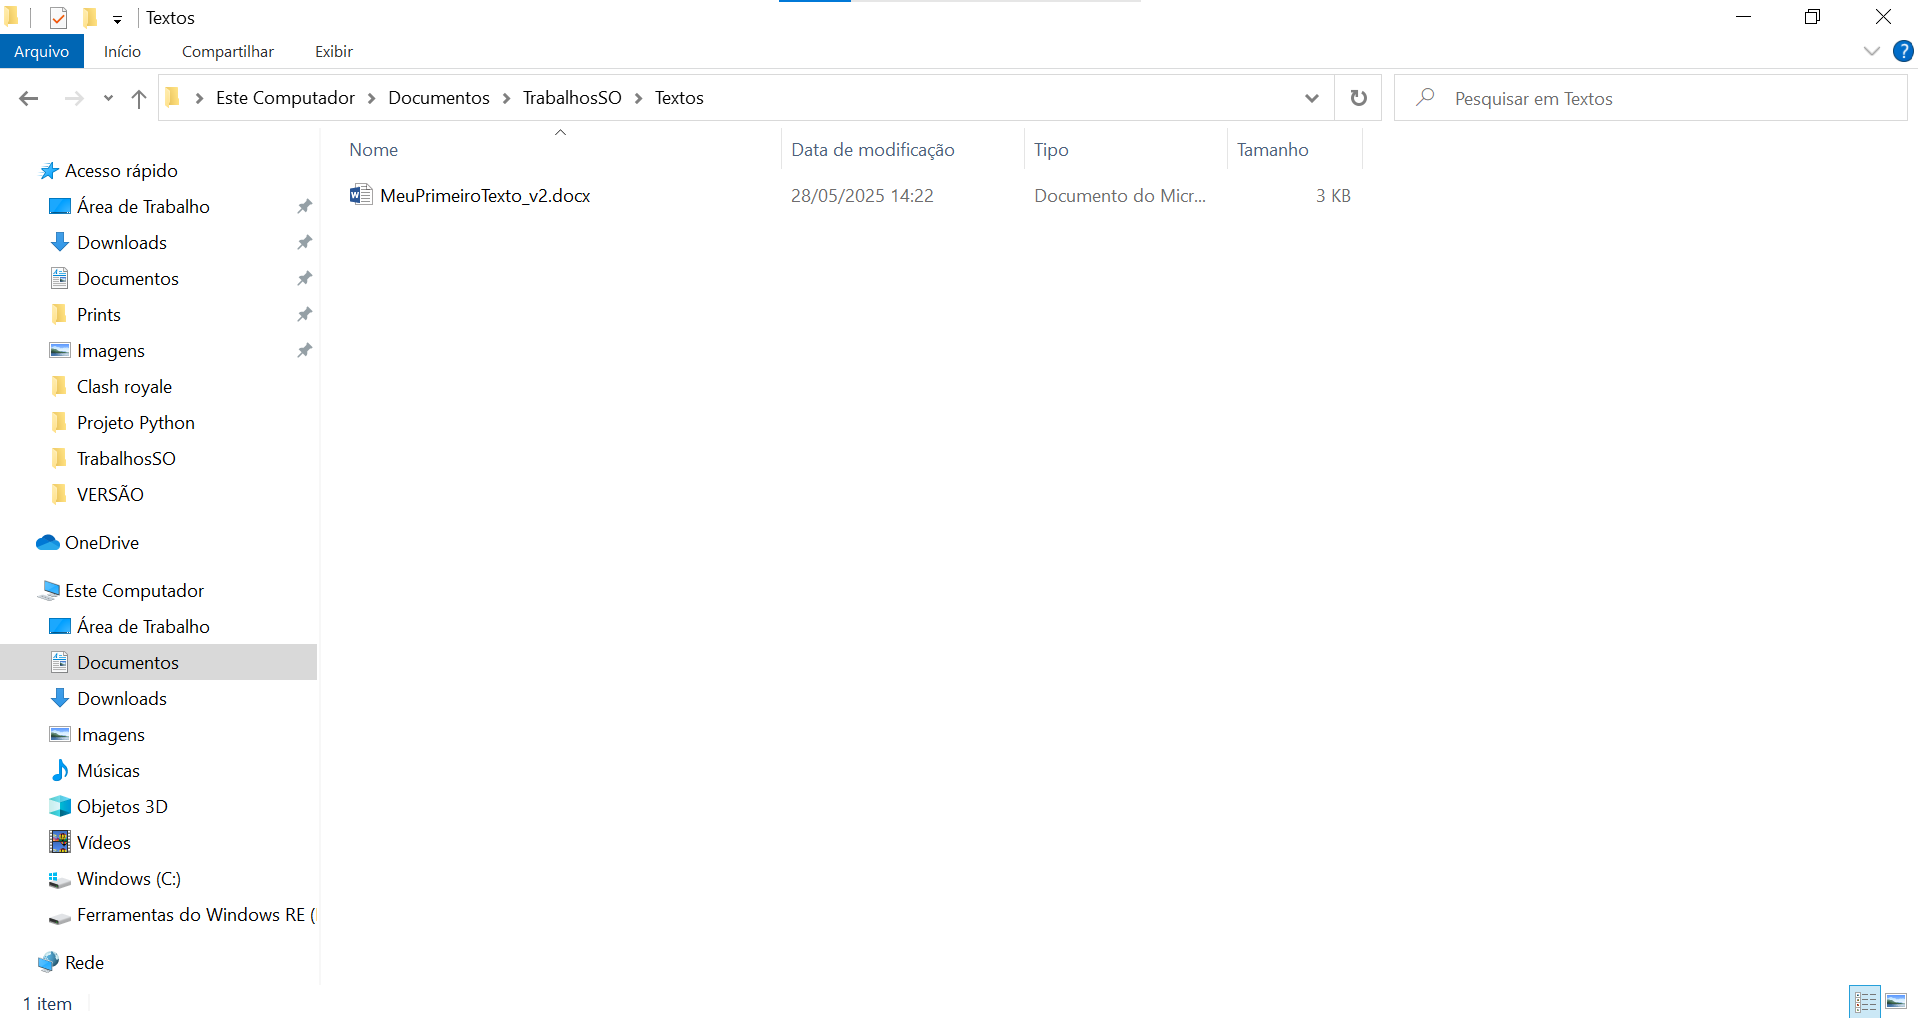 Textos
Arquivo Início Compartilhar Exibir ?
Este Computador Documentos TrabalhosSO Textos Pesquisar em Textos
Nome Data de modificação Tipo Tamanho
MeuPrimeiroTexto_v2.docx 28/05/2025 14:22 Documento do Micr... 3 KB
Acesso rápido
Área de Trabalho
Downloads
Documentos
Prints
Imagens
Clash royale
Projeto Python
TrabalhosSO
VERSÃO
OneDrive
Este Computador
Área de Trabalho
Documentos
Downloads
Imagens
Músicas
Objetos 3D
Vídeos
Windows (C:)
Ferramentas do Windows RE (
Rede
1 item